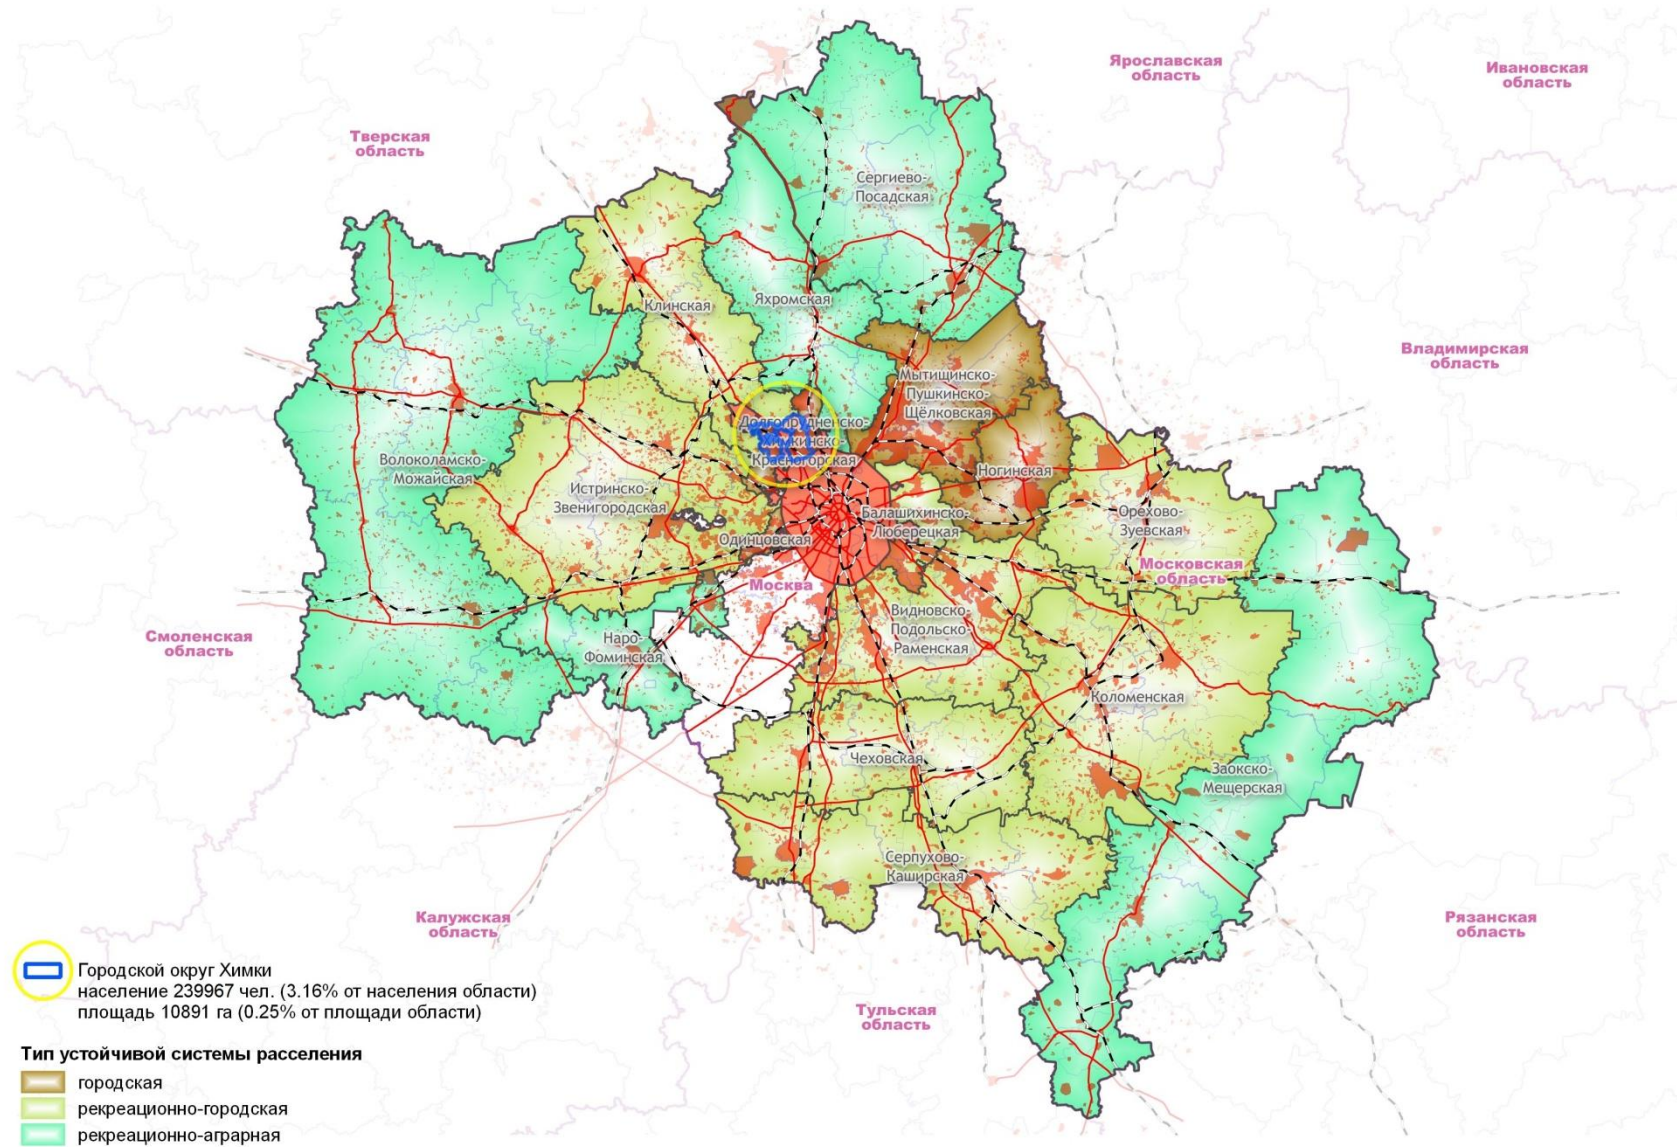 Ярославская
область
Ивановская
область
Тверская
область
Сергиево-
Посадская
Клинская
Яхромская
Владимирская
область
Мытищинско-
Пушкинско-
Щёлковская
Долгопрудненско-
Химкинско-
Красногорская
Волоколамско-
Можайская
Ногинская
Истринско-
Звенигородская
Орехово-
Зуевская
Балашихинско-
Люберецкая
Одинцовская
Московская
область
Москва
Видновско-
Подольско-
Раменская
Смоленская
область
Наро-
Фоминская
Коломенская
Чеховская
Заокско-
Мещерская
Серпухово-
Каширская
Калужская
область
Рязанская
область
Тульская
область
Городской округ Химки
население 239967 чел. (3.16% от населения области)
площадь 10891 га (0.25% от площади области)
Тип устойчивой системы расселения
городская
рекреационно-городская
рекреационно-аграрная